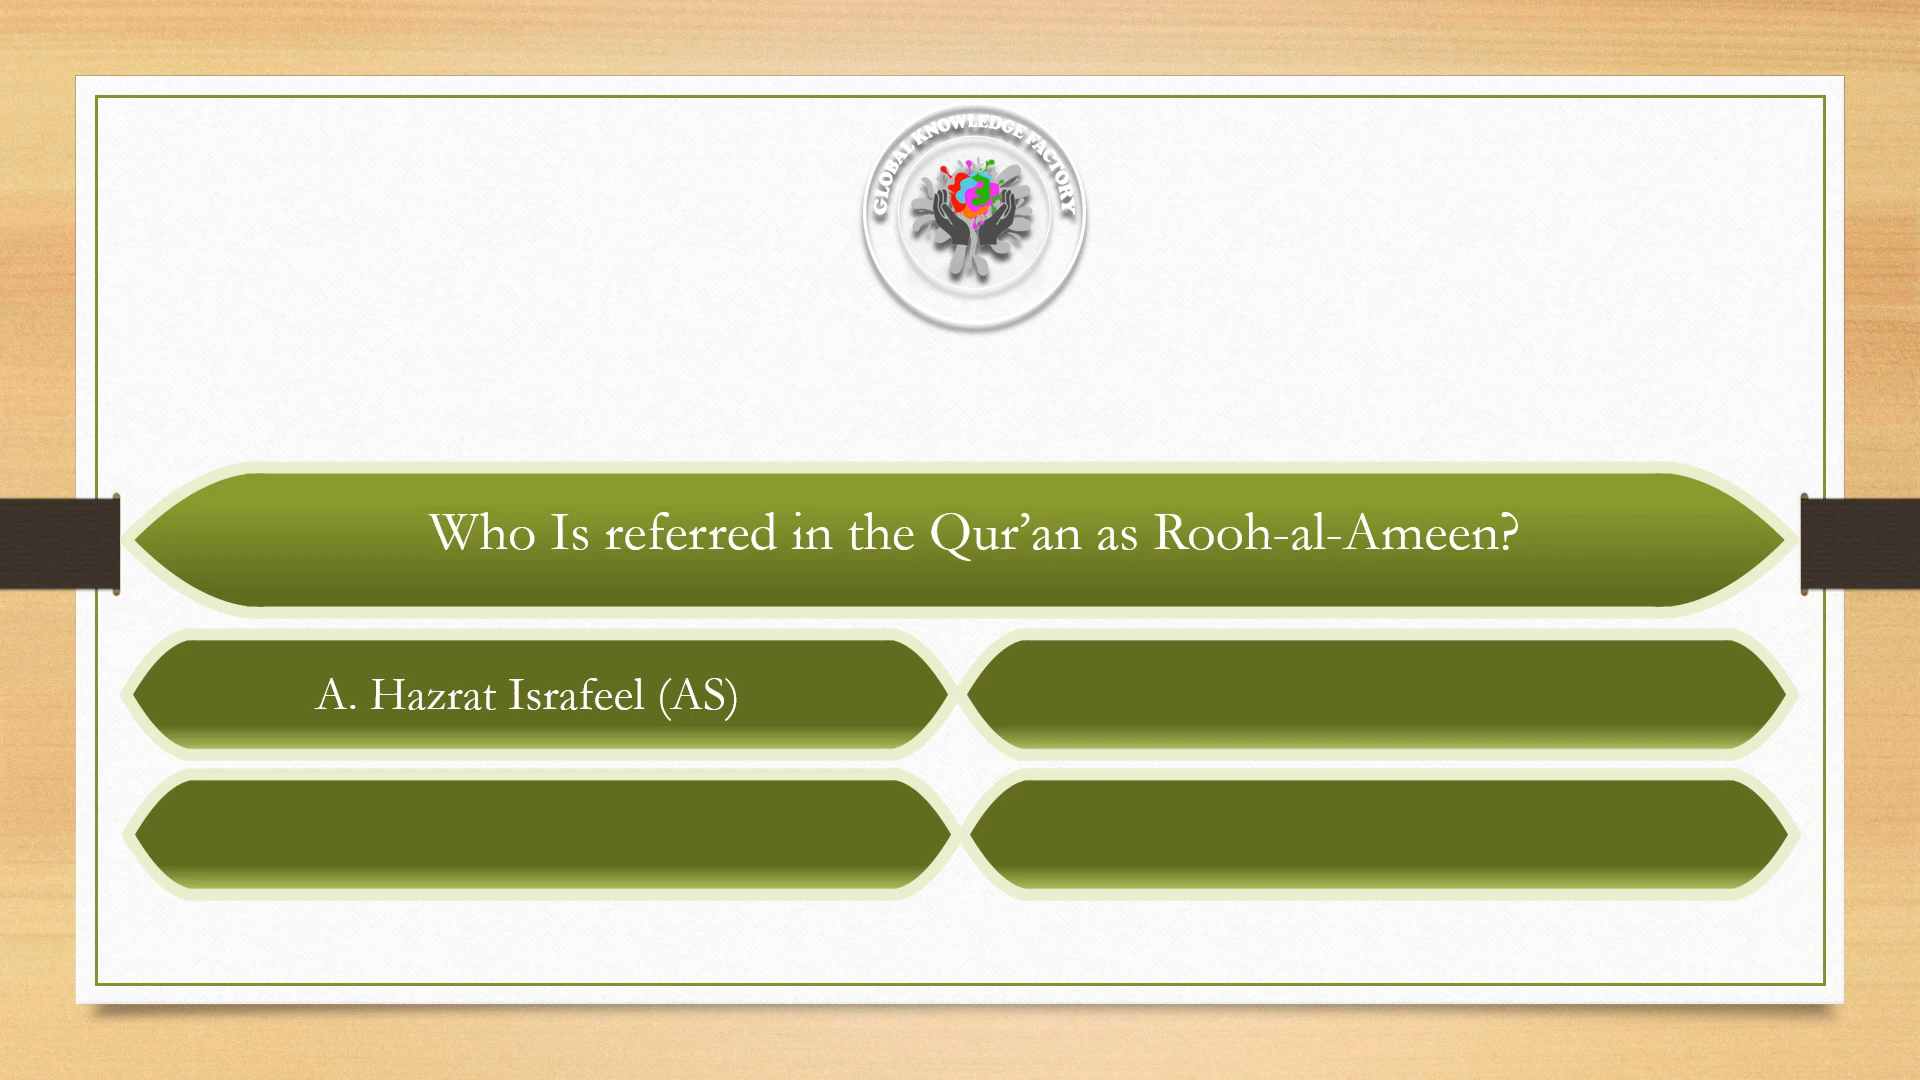 GLOBAL KNOWLEDGE FACTORY
Who Is referred in the Qur’an as Rooh-al-Ameen?
A. Hazrat Israfeel (AS)